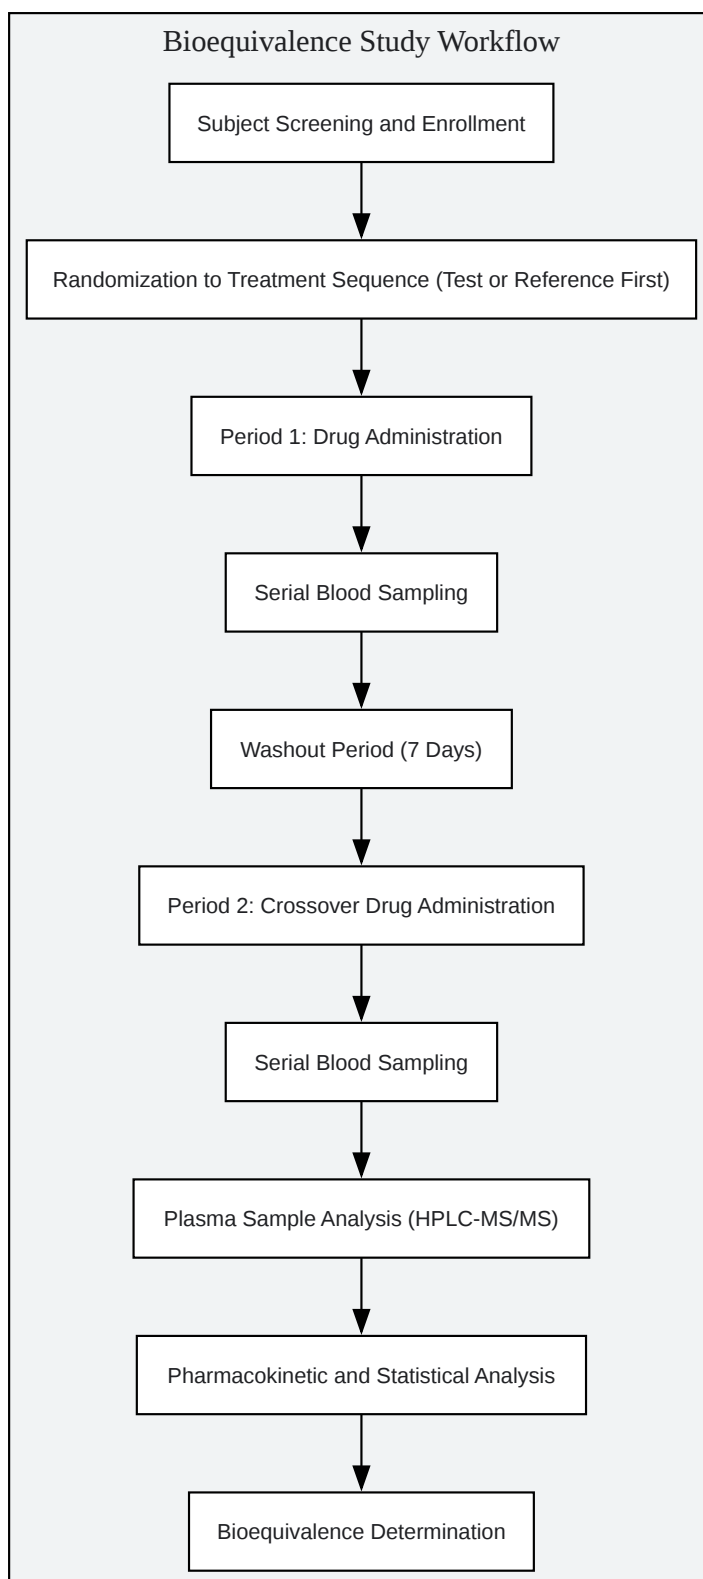 Bioequivalence Study Workflow
Subject Screening and Enrollment
Randomization to Treatment Sequence (Test or Reference First)
Period 1: Drug Administration
Serial Blood Sampling
Washout Period (7 Days)
Period 2: Crossover Drug Administration
Serial Blood Sampling
Plasma Sample Analysis (HPLC-MS/MS)
Pharmacokinetic and Statistical Analysis
Bioequivalence Determination